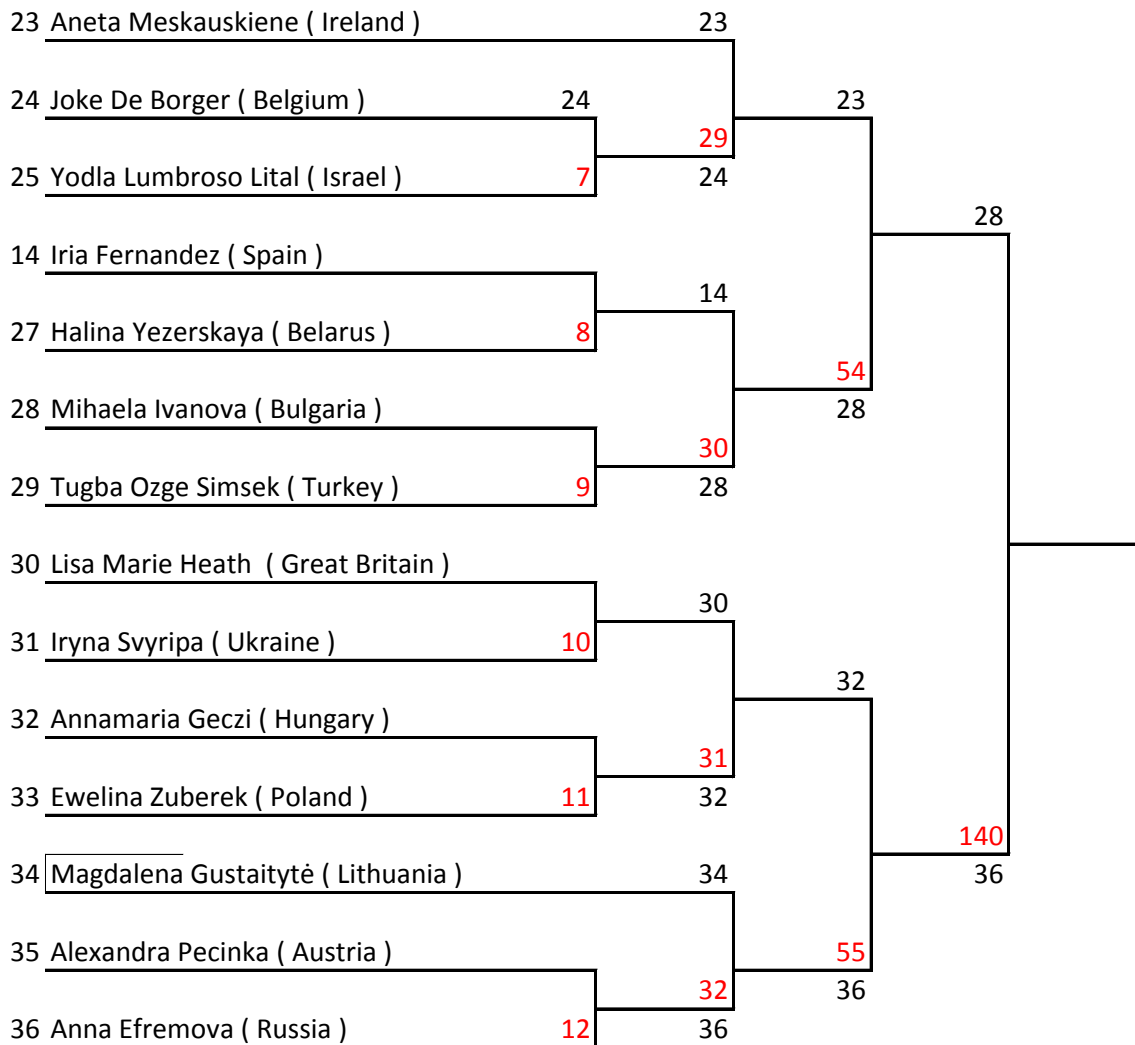 23 Aneta Meskauskiene ( Ireland ) 23
24 Joke De Borger ( Belgium ) 24 23
29
25 Yodla Lumbroso Lital ( Israel ) 7 24
28
14 Iria Fernandez ( Spain )
14
27 Halina Yezerskaya ( Belarus ) 8
54
28 Mihaela Ivanova ( Bulgaria ) 28
30
29 Tugba Ozge Simsek ( Turkey ) 9 28
30 Lisa Marie Heath ( Great Britain )
30
31 Iryna Svyripa ( Ukraine ) 10
32
32 Annamaria Geczi ( Hungary )
31
33 Ewelina Zuberek ( Poland ) 11 32
140
34 Magdalena Gustaitytė ( Lithuania ) 34 36
35 Alexandra Pecinka ( Austria ) 55
32 36
36 Anna Efremova ( Russia ) 12 36